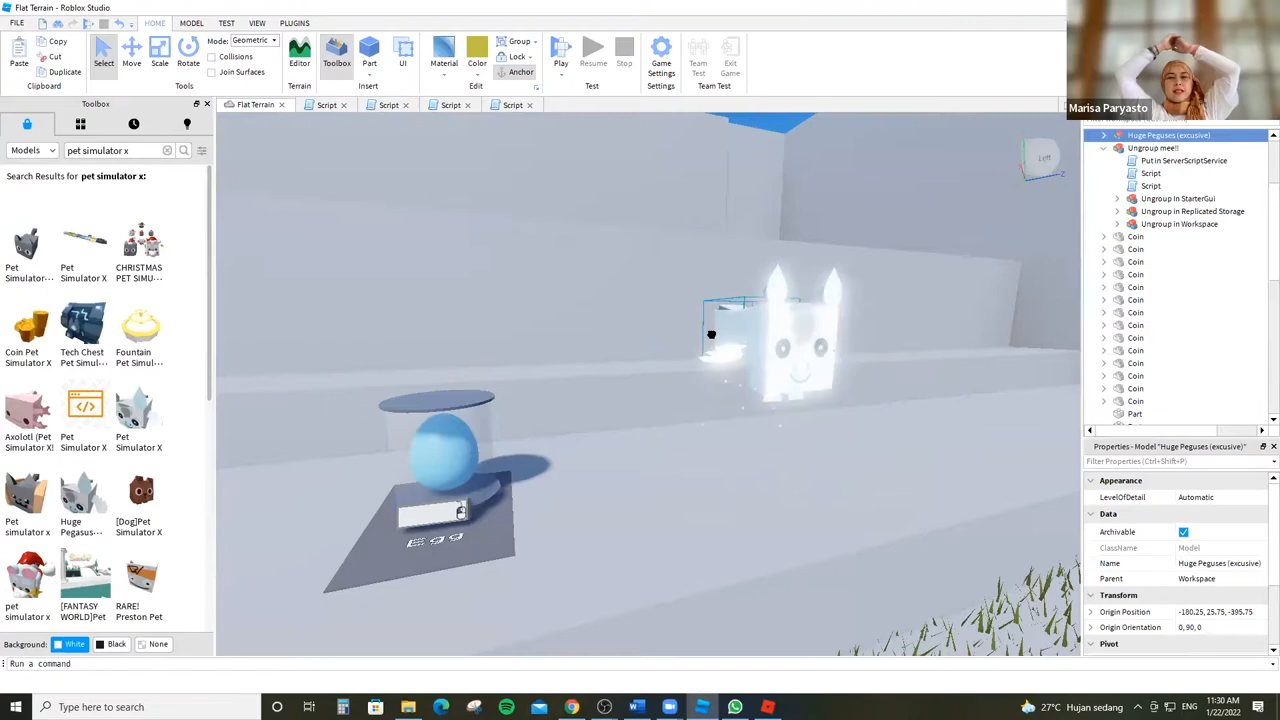 Flat Terrain - Roblox Studio
FILE
HOME MODEL TEST VIEW PLUGINS
Paste
Copy
Cut
Duplicate
Clipboard
Select
Move
Scale
Rotate
Mode: Geometric
Collisions
Join Surfaces
Tools
Editor
Terrain
Toolbox
Part
UI
Insert
Material
Color
Group
Lock
Anchor
Edit
Play
Resume
Stop
Test
Game Settings
Settings
Team Test
Exit Game
Team Test
Marisa Paryasto
Toolbox
Flat Terrain
Script
Script
Script
Script
Models
pet simulator x
Search Results for pet simulator x:
Pet Simulator···
Pet Simulator X
CHRISTMAS PET SIMU···
Coin Pet Simulator X
Tech Chest Pet Simul···
Fountain Pet Simul···
Axolotl (Pet Simulator X!
Pet Simulator X
Pet Simulator X
Pet simulator x
Huge Pegasus···
[Dog]Pet Simulator X
pet simulator x
[FANTASY WORLD]Pet
RARE! Preston Pet
Background: White Black None
Run a command
Left
Egg
Huge Peguses (excusive)
Ungroup mee!!
Put in ServerScriptService
Script
Script
Ungroup In StarterGui
Ungroup in Replicated Storage
Ungroup in Workspace
Coin
Coin
Coin
Coin
Coin
Coin
Coin
Coin
Coin
Coin
Coin
Coin
Coin
Coin
Part
Properties - Model "Huge Peguses (excusive)"
Filter Properties (Ctrl+Shift+P)
Appearance
LevelOfDetail Automatic
Data
Archivable
ClassName Model
Name Huge Peguses (excusive)
Parent Workspace
Transform
Origin Position -180.25, 25.75, -395.75
Origin Orientation 0, 90, 0
Pivot
Type here to search
27°C Hujan sedang
11:30 AM
1/22/2022